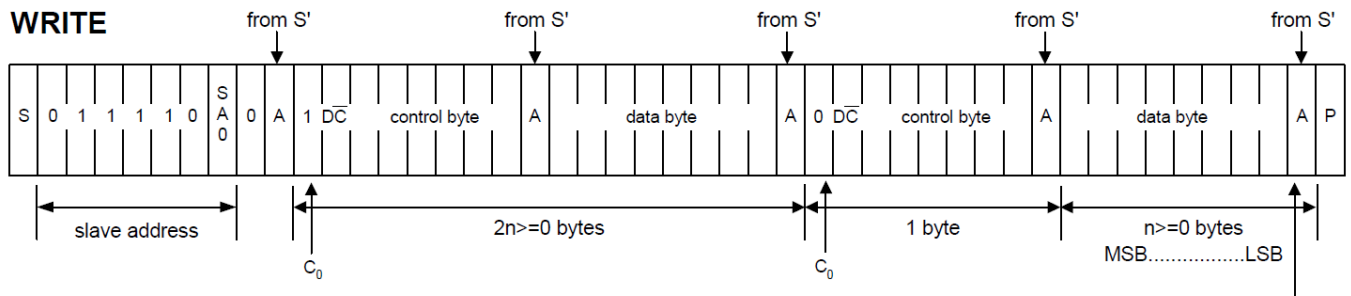 WRITE
from S' from S' from S' from S' from S'
S 0 1 1 1 1 0 SA0 0 A 1 DC̅ control byte A data byte A 0 DC̅ control byte A data byte A P
slave address 2n>=0 bytes 1 byte n>=0 bytes
MSB.................LSB
C₀ C₀